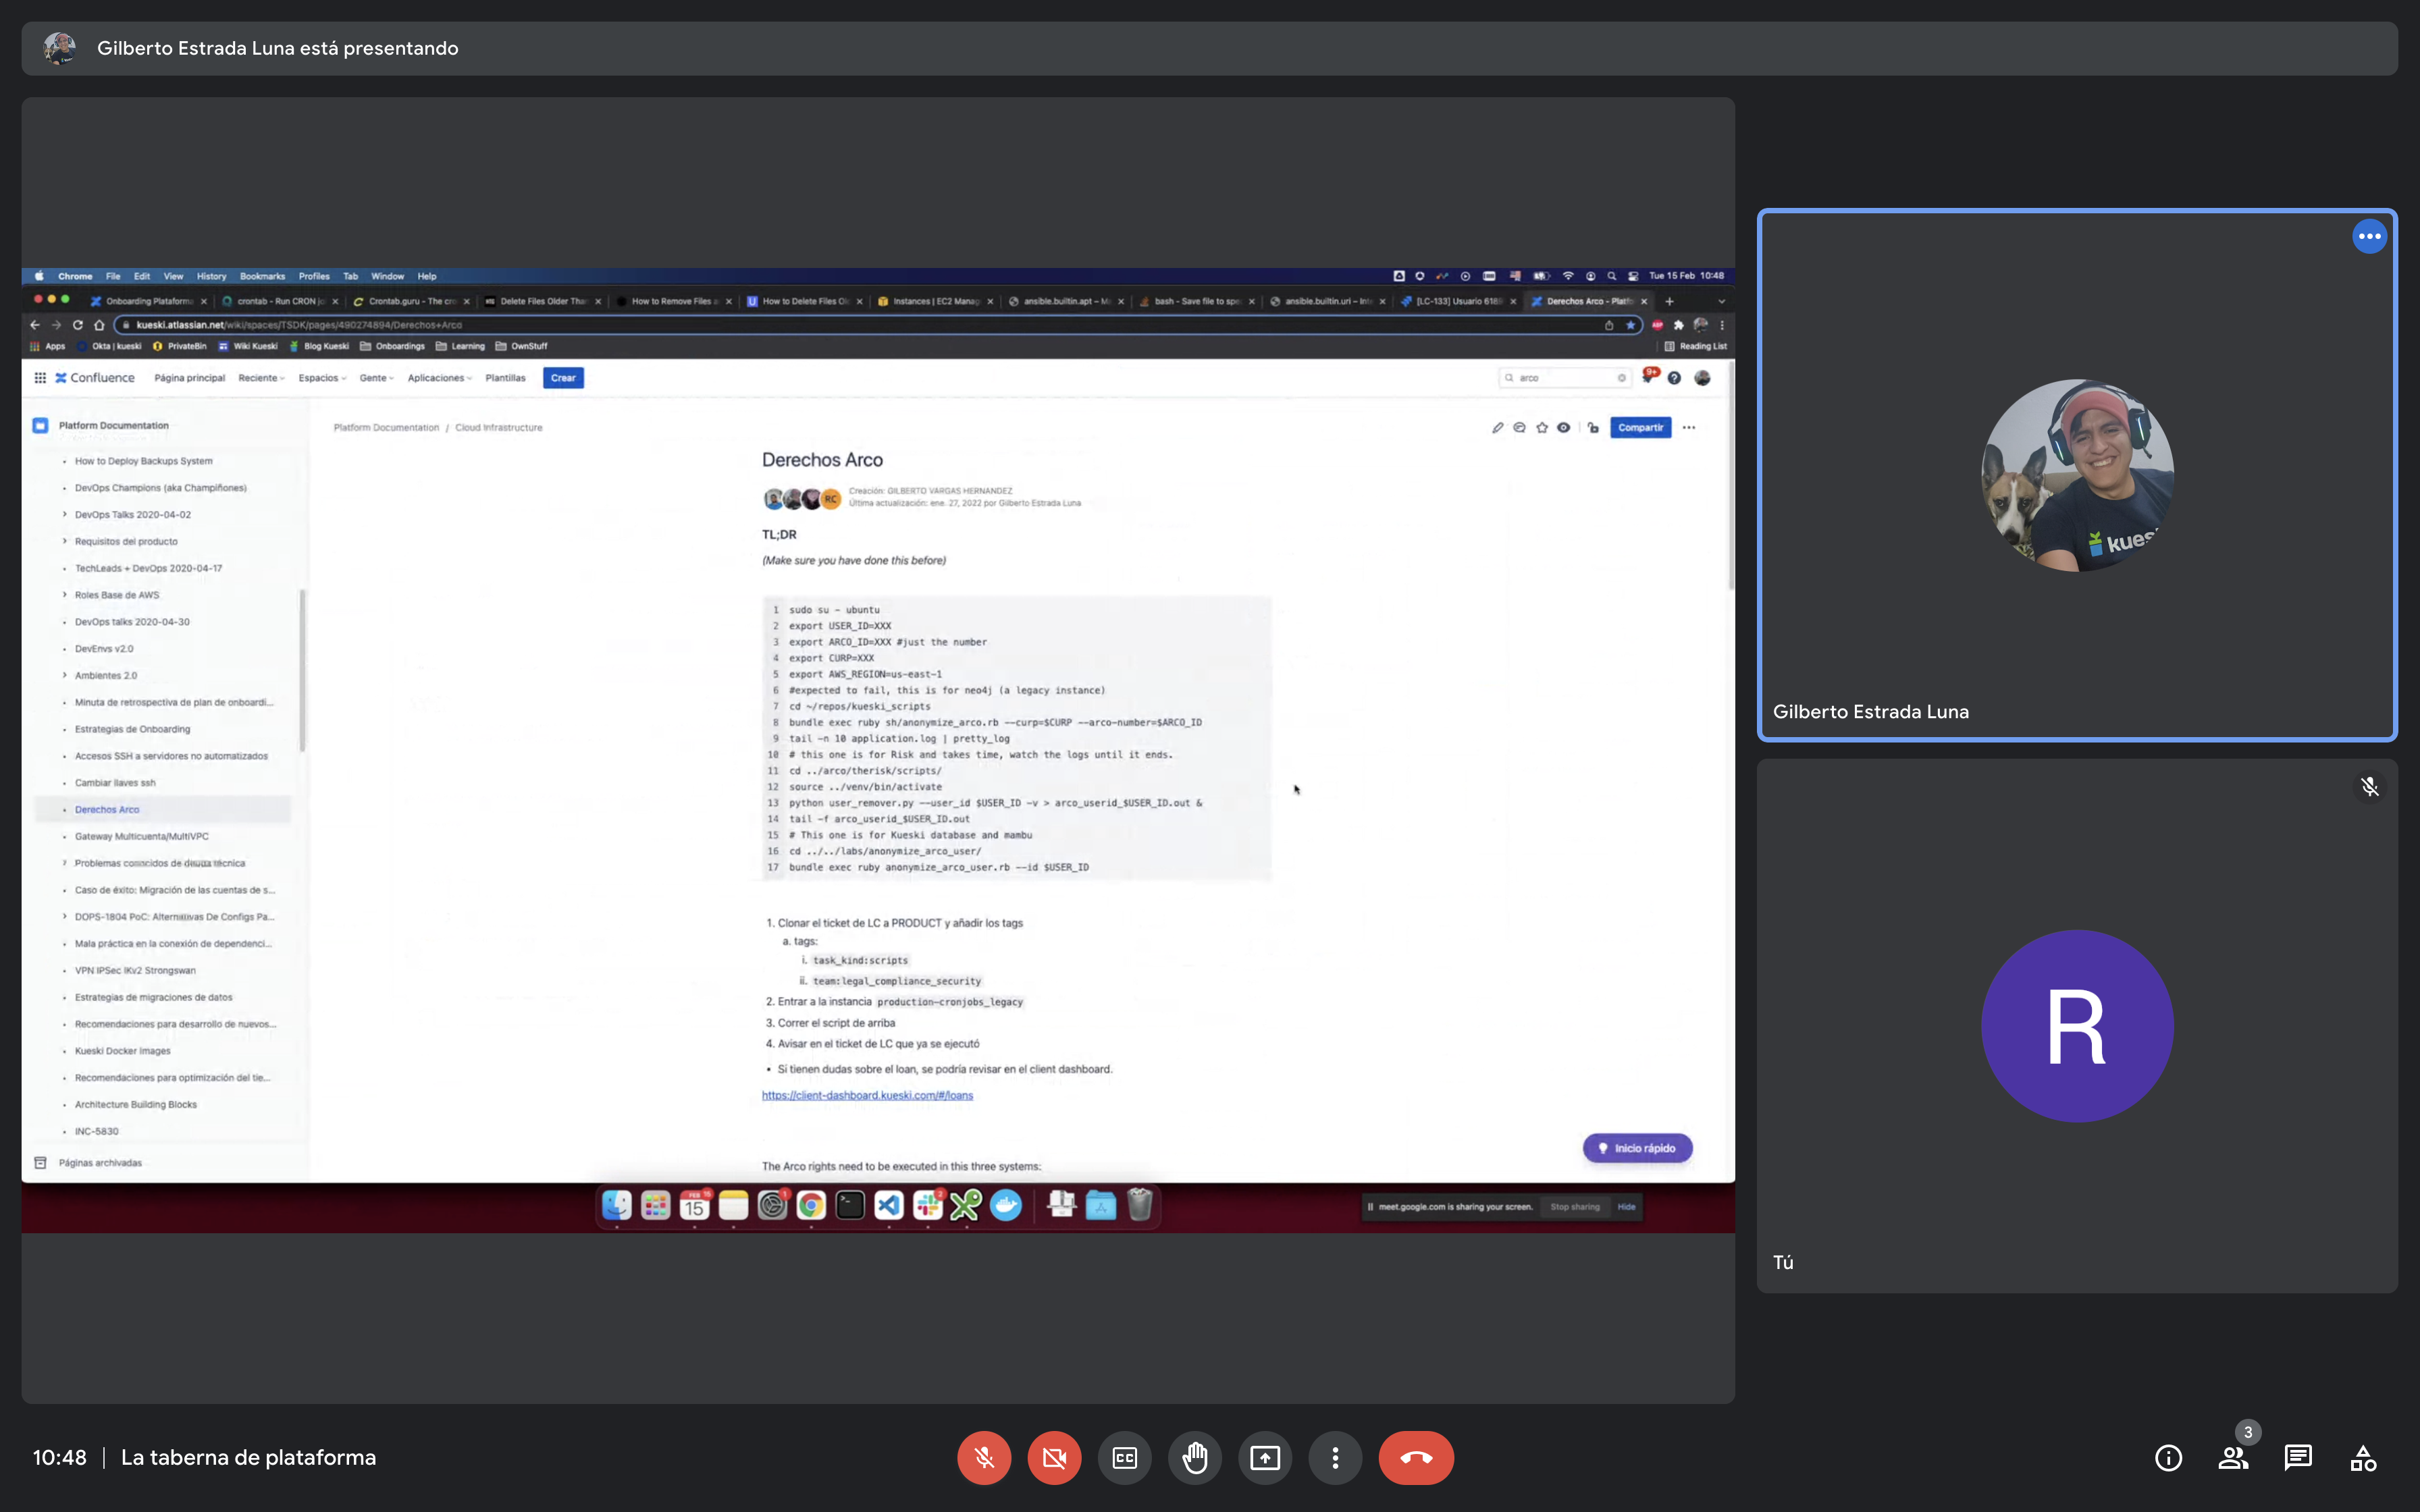 Gilberto Estrada Luna está presentando
Chrome File Edit View History Bookmarks Profiles Tab Window Help
Tue 15 Feb 10:48
Onboarding Plataform
crontab - Run CRON jo
Crontab.guru - The cro
Delete Files Older Tha
How to Remove Files a
How to Delete Files Ol
Instances | EC2 Manag
ansible.builtin.apt – M
bash - Save file to spe
ansible.builtin.uri – Int
[LC-133] Usuario 618
Derechos Arco - Platf
kueski.atlassian.net/wiki/spaces/TSDK/pages/490274894/Derechos+Arco
Apps Okta | kueski PrivateBin Wiki Kueski Blog Kueski Onboardings Learning OwnStuff
Reading List
Confluence Página principal Reciente Espacios Gente Aplicaciones Plantillas Crear
arco
9+
Platform Documentation
How to Deploy Backups System
DevOps Champions (aka Champiñones)
DevOps Talks 2020-04-02
Requisitos del producto
TechLeads + DevOps 2020-04-17
Roles Base de AWS
DevOps talks 2020-04-30
DevEnvs v2.0
Ambientes 2.0
Minuta de retrospectiva de plan de onboardi...
Estrategias de Onboarding
Accesos SSH a servidores no automatizados
Cambiar llaves ssh
Derechos Arco
Gateway Multicuenta/MultiVPC
Problemas conocidos de deuda técnica
Caso de éxito: Migración de las cuentas de s...
DOPS-1804 PoC: Alternativas De Configs Pa...
Mala práctica en la conexión de dependenci...
VPN IPSec IKv2 Strongswan
Estrategias de migraciones de datos
Recomendaciones para desarrollo de nuevos...
Kueski Docker Images
Recomendaciones para optimización del tie...
Architecture Building Blocks
INC-5830
Páginas archivadas
Platform Documentation / Cloud Infrastructure
Compartir
Derechos Arco
RC
Creación: GILBERTO VARGAS HERNANDEZ
Última actualización: ene. 27, 2022 por Gilberto Estrada Luna
TL;DR
(Make sure you have done this before)
1 sudo su - ubuntu
2 export USER_ID=XXX
3 export ARCO_ID=XXX #just the number
4 export CURP=XXX
5 export AWS_REGION=us-east-1
6 #expected to fail, this is for neo4j (a legacy instance)
7 cd ~/repos/kueski_scripts
8 bundle exec ruby sh/anonymize_arco.rb --curp=$CURP --arco-number=$ARCO_ID
9 tail -n 10 application.log | pretty_log
10 # this one is for Risk and takes time, watch the logs until it ends.
11 cd ../arco/therisk/scripts/
12 source ../venv/bin/activate
13 python user_remover.py --user_id $USER_ID -v > arco_userid_$USER_ID.out &
14 tail -f arco_userid_$USER_ID.out
15 # This one is for Kueski database and mambu
16 cd ../../labs/anonymize_arco_user/
17 bundle exec ruby anonymize_arco_user.rb --id $USER_ID
1. Clonar el ticket de LC a PRODUCT y añadir los tags
a. tags:
i. task_kind:scripts
ii. team:legal_compliance_security
2. Entrar a la instancia production-cronjobs_legacy
3. Correr el script de arriba
4. Avisar en el ticket de LC que ya se ejecutó
• Si tienen dudas sobre el loan, se podría revisar en el client dashboard.
https://client-dashboard.kueski.com/#/loans
The Arco rights need to be executed in this three systems:
Inicio rápido
FEB 15
15
meet.google.com is sharing your screen. Stop sharing Hide
kues
Gilberto Estrada Luna
R
Tú
10:48 | La taberna de plataforma
CC
3